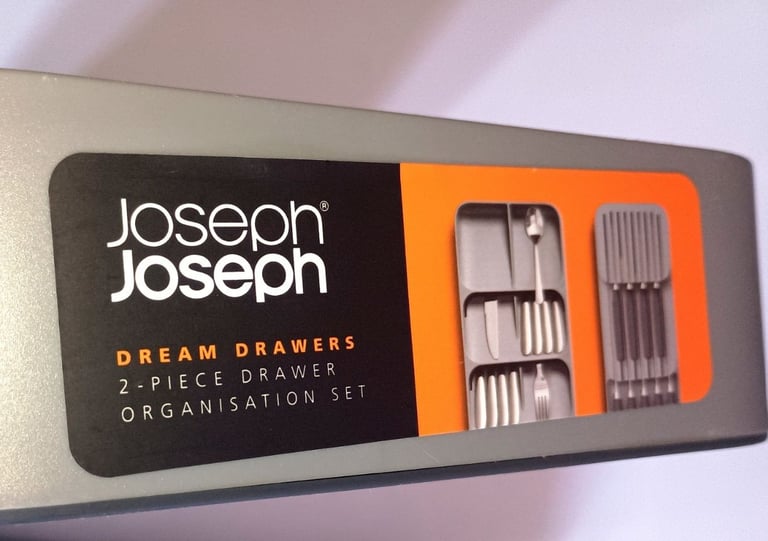 Joseph®
Joseph
DREAM DRAWERS
2-PIECE DRAWER
ORGANISATION SET